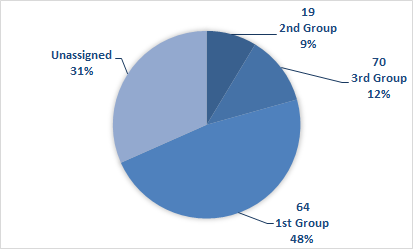 19
2nd Group
9%
Unassigned
31%
70
3rd Group
12%
64
1st Group
48%